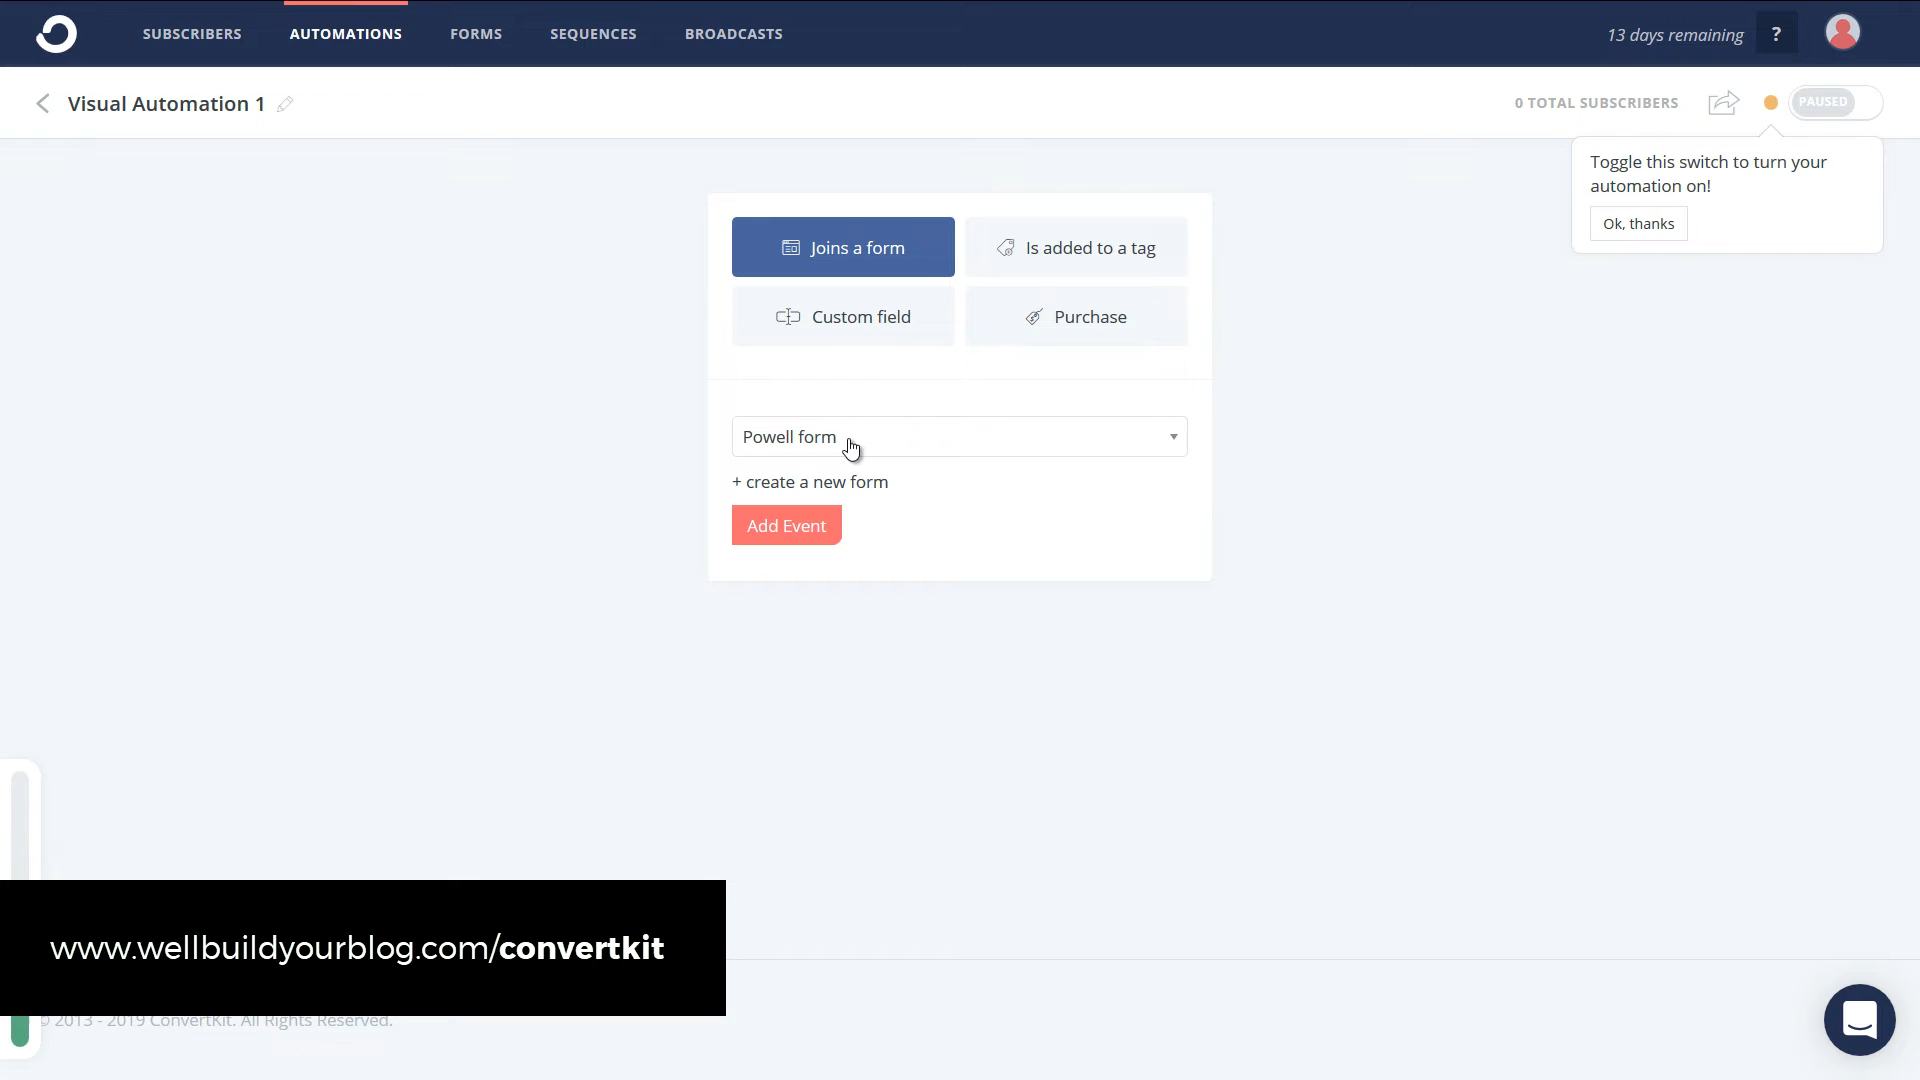 SUBSCRIBERS
AUTOMATIONS
FORMS
SEQUENCES
BROADCASTS
13 days remaining
?
Visual Automation 1
0 TOTAL SUBSCRIBERS
PAUSED
Toggle this switch to turn your
automation on!
Ok, thanks
Joins a form
Is added to a tag
Custom field
Purchase
Powell form
+ create a new form
Add Event
www.wellbuildyourblog.com/convertkit
© 2013 - 2019 ConvertKit. All Rights Reserved.